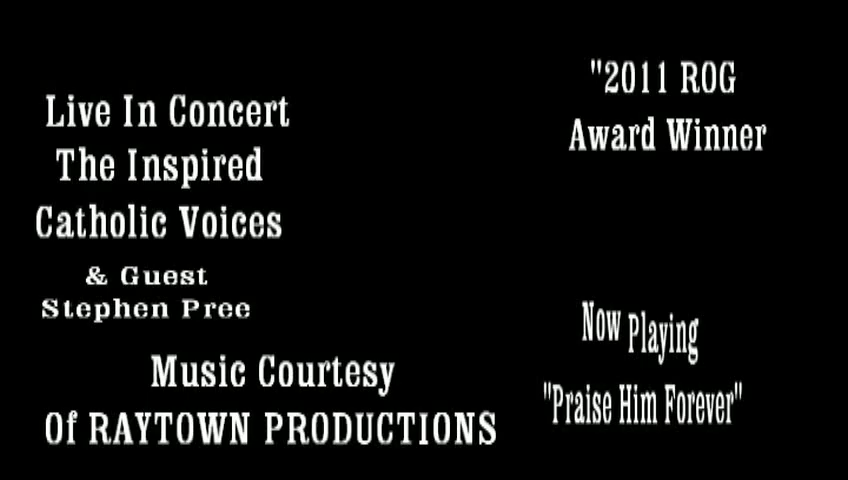 Live In Concert
The Inspired
Catholic Voices
& Guest
Stephen Pree
Music Courtesy
Of RAYTOWN PRODUCTIONS
"2011 ROG
Award Winner
Now Playing
"Praise Him Forever"